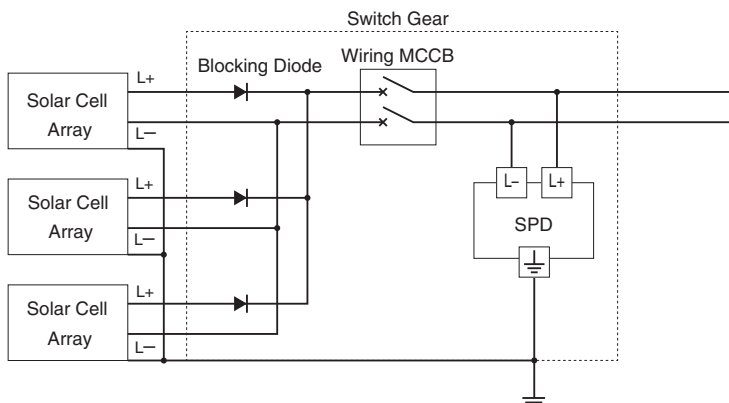 Switch Gear
Blocking Diode
Wiring MCCB
Solar Cell
Array
L+
L−
Solar Cell
Array
L+
L−
Solar Cell
Array
L+
L−
L−
L+
SPD